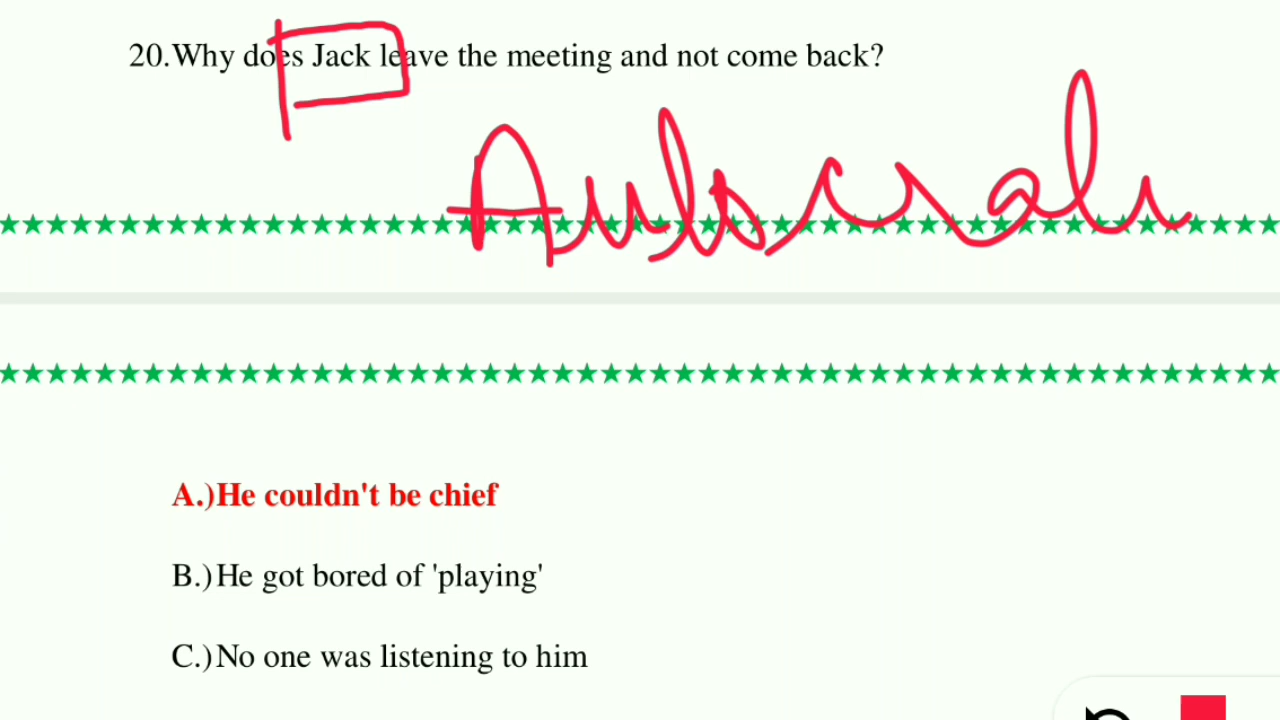 20.Why does Jack leave the meeting and not come back?
A.)He couldn't be chief
B.)He got bored of 'playing'
C.)No one was listening to him